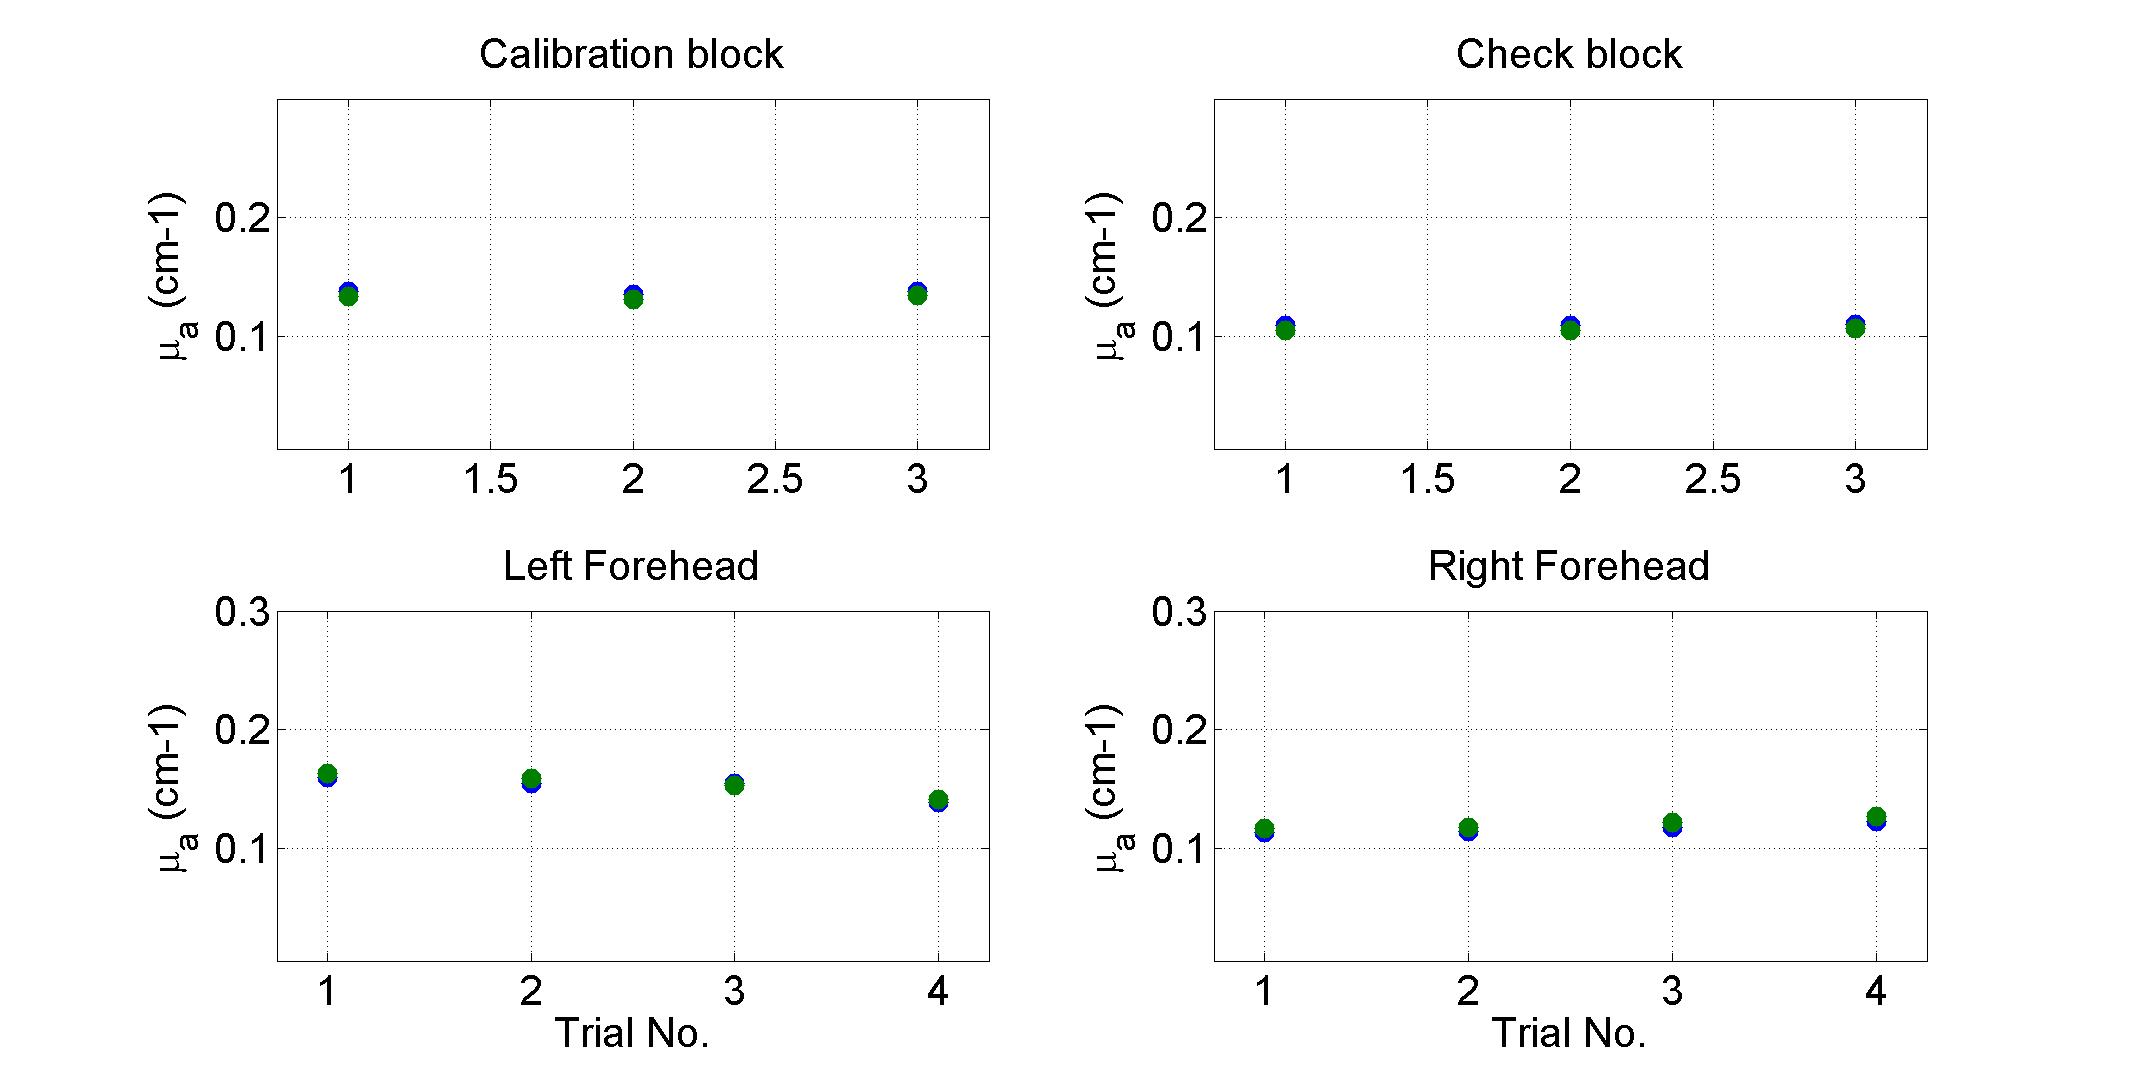 Calibration block
Check block
μa (cm-1)
0.2
0.1
1 1.5 2 2.5 3
μa (cm-1)
0.2
0.1
1 1.5 2 2.5 3
Left Forehead
Right Forehead
μa (cm-1)
0.3
0.2
0.1
1 2 3 4
Trial No.
μa (cm-1)
0.3
0.2
0.1
1 2 3 4
Trial No.